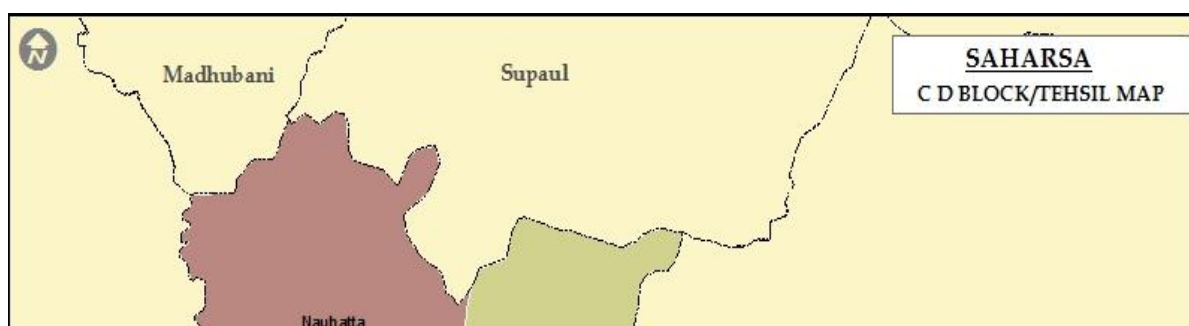 N
SAHARSA
C D BLOCK/TEHSIL MAP
Madhubani
Supaul
Nauhatta